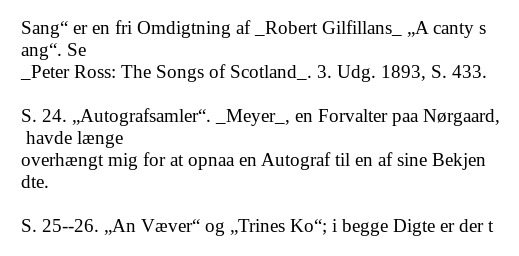 Sang“ er en fri Omdigtning af _Robert Gilfillans_ „A canty s
ang“. Se
_Peter Ross: The Songs of Scotland_. 3. Udg. 1893, S. 433.

S. 24. „Autografsamler“. _Meyer_, en Forvalter paa Nørgaard,
havde længe
overhængt mig for at opnaa en Autograf til en af sine Bekjen
dte.

S. 25--26. „An Væver“ og „Trines Ko“; i begge Digte er der t